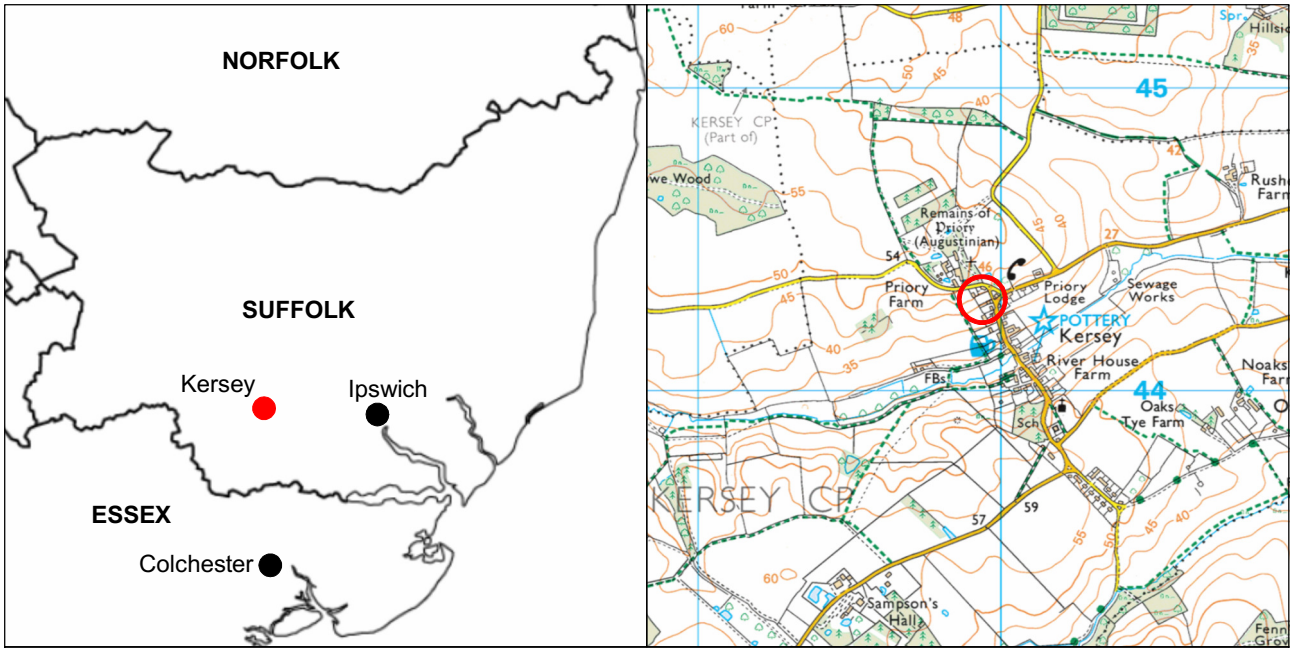 NORFOLK
SUFFOLK
Kersey
Ipswich
ESSEX
Colchester
Farm
60
48
Spr
35
50
45
45
40
KERSEY CP
(Part of)
42
55
Wood
Remains of
Priory
(Augustinian)
45
40
27
Farm
54
46
50
45
Priory
Farm
Priory
Lodge
Sewage
Works
POTTERY
Kersey
40
35
River House
Farm
FBs
44
Oaks
Tye Farm
Sch
KERSEY CP
57
59
55
50
45
40
60
Sampson's
Hall